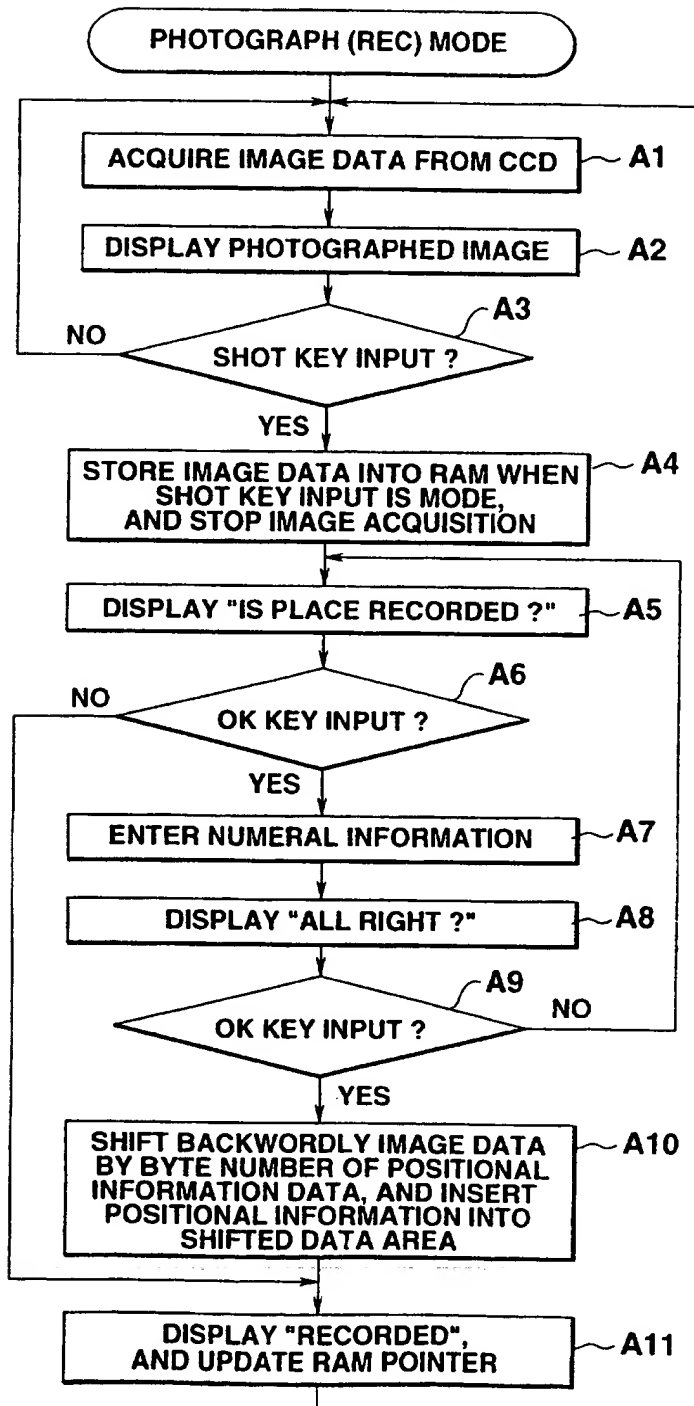 PHOTOGRAPH (REC) MODE
ACQUIRE IMAGE DATA FROM CCD
A1
DISPLAY PHOTOGRAPHED IMAGE
A2
A3
NO
SHOT KEY INPUT ?
YES
A4
STORE IMAGE DATA INTO RAM WHEN
SHOT KEY INPUT IS MODE,
AND STOP IMAGE ACQUISITION
DISPLAY "IS PLACE RECORDED ?"
A5
A6
NO
OK KEY INPUT ?
YES
ENTER NUMERAL INFORMATION
A7
DISPLAY "ALL RIGHT ?"
A8
A9
OK KEY INPUT ?
NO
YES
A10
SHIFT BACKWORDLY IMAGE DATA
BY BYTE NUMBER OF POSITIONAL
INFORMATION DATA, AND INSERT
POSITIONAL INFORMATION INTO
SHIFTED DATA AREA
DISPLAY "RECORDED",
AND UPDATE RAM POINTER
A11